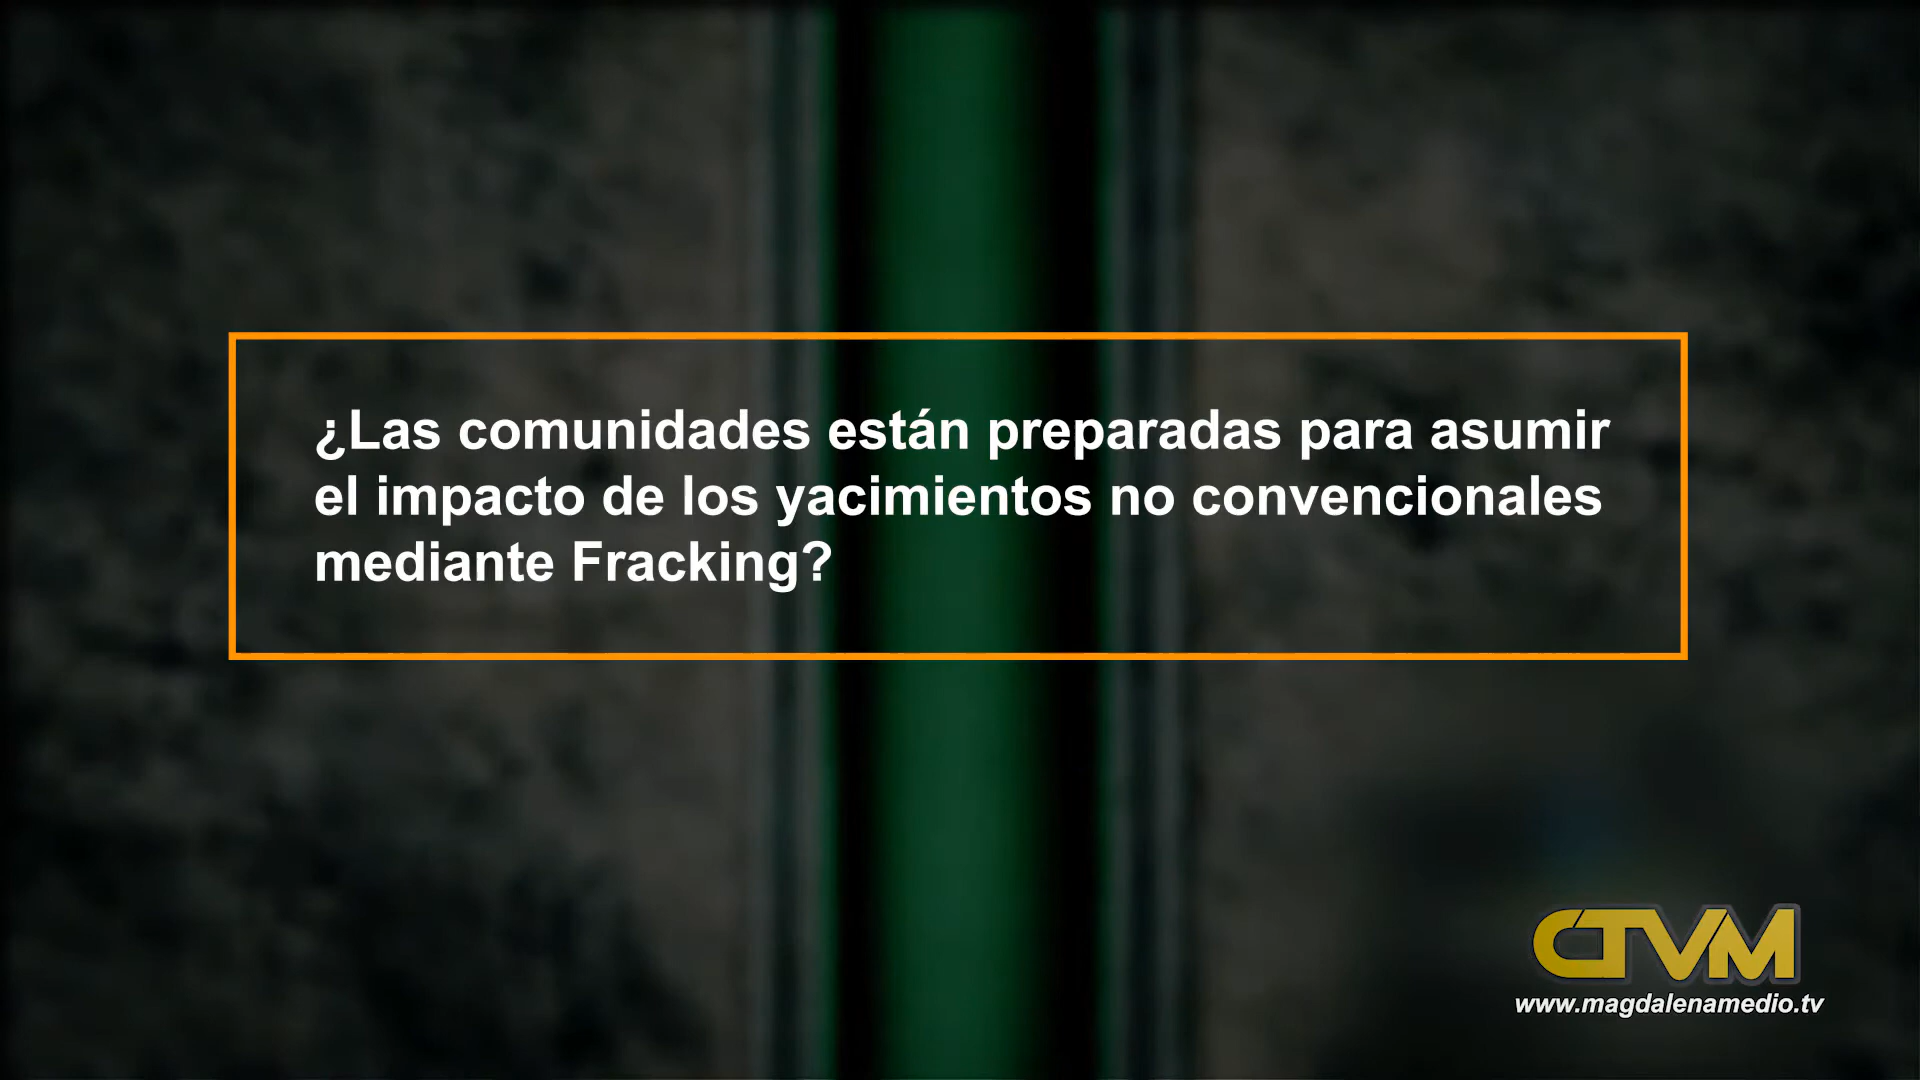 ¿Las comunidades están preparadas para asumir
el impacto de los yacimientos no convencionales
mediante Fracking?
CTVM
www.magdalenamedio.tv